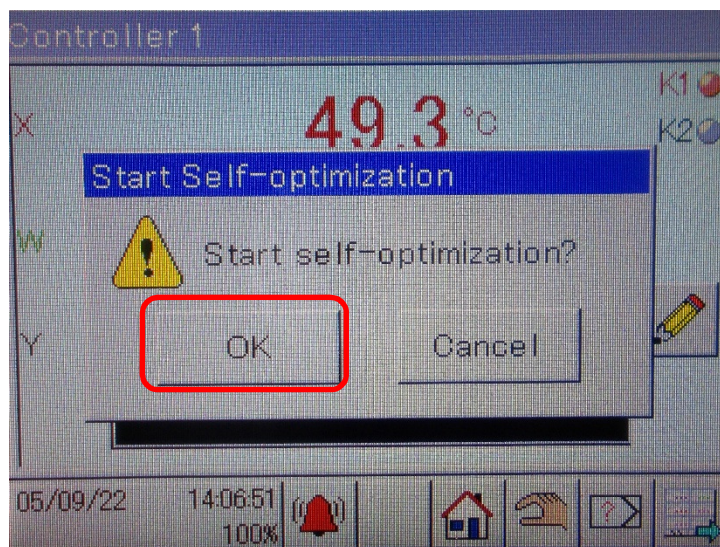 Controller 1
K1
X
49.3 °C
K2
Start Self-optimization
W
Start self-optimization?
Y
OK
Cancel
05/09/22
14:06:51
100%
?